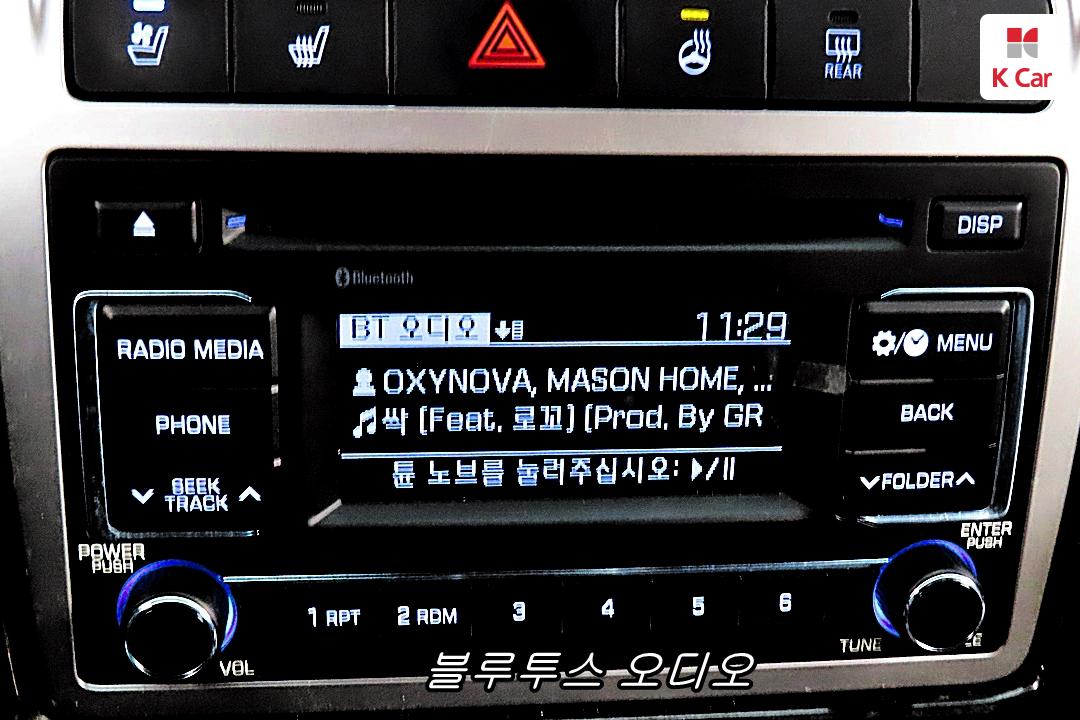 REAR
K Car
DISP
Bluetooth
BT 오디오 11:29
RADIO MEDIA
MENU
OXYNOVA, MASON HOME, ...
PHONE
싹 (Feat. 로꼬) (Prod. By GR
BACK
튠 노브를 눌러주십시오:
SEEK
TRACK
FOLDER
POWER
PUSH
ENTER
PUSH
1 RPT 2 RDM 3 4 5 6
VOL
TUNE
블루투스 오디오